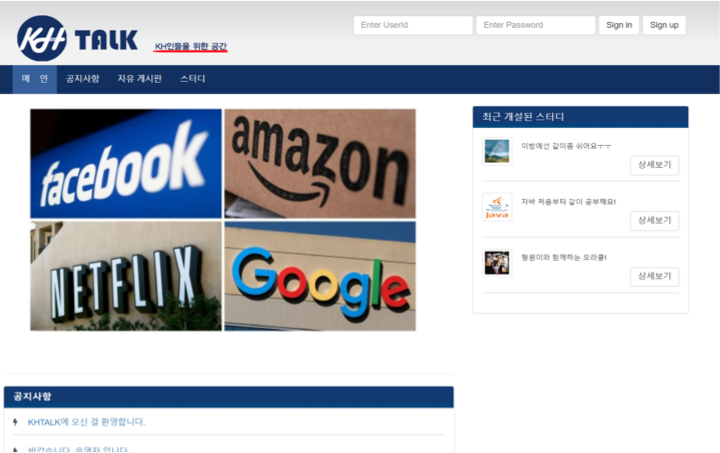 KH TALK KH인들을 위한 공간
Enter UserId Enter Password Sign in Sign up
메 인 공지사항 자유 게시판 스터디
facebook
amazon
NETFLIX
Google
최근 개설된 스터디
이방에선 같이좀 쉬어요ㅜㅜ
상세보기
Java
자바 처음부터 같이 공부해요!
상세보기
형원이와 함께하는 오라클!
상세보기
공지사항
KHTALK에 오신 걸 환영합니다.
반갑습니다. 운영자 입니다.